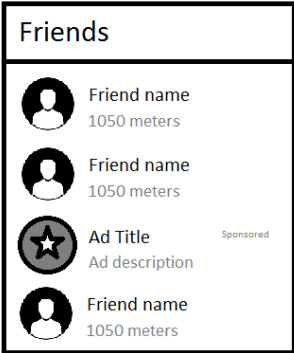 Friends
Friend name
1050 meters
Friend name
1050 meters
Ad Title
Sponsored
Ad description
Friend name
1050 meters